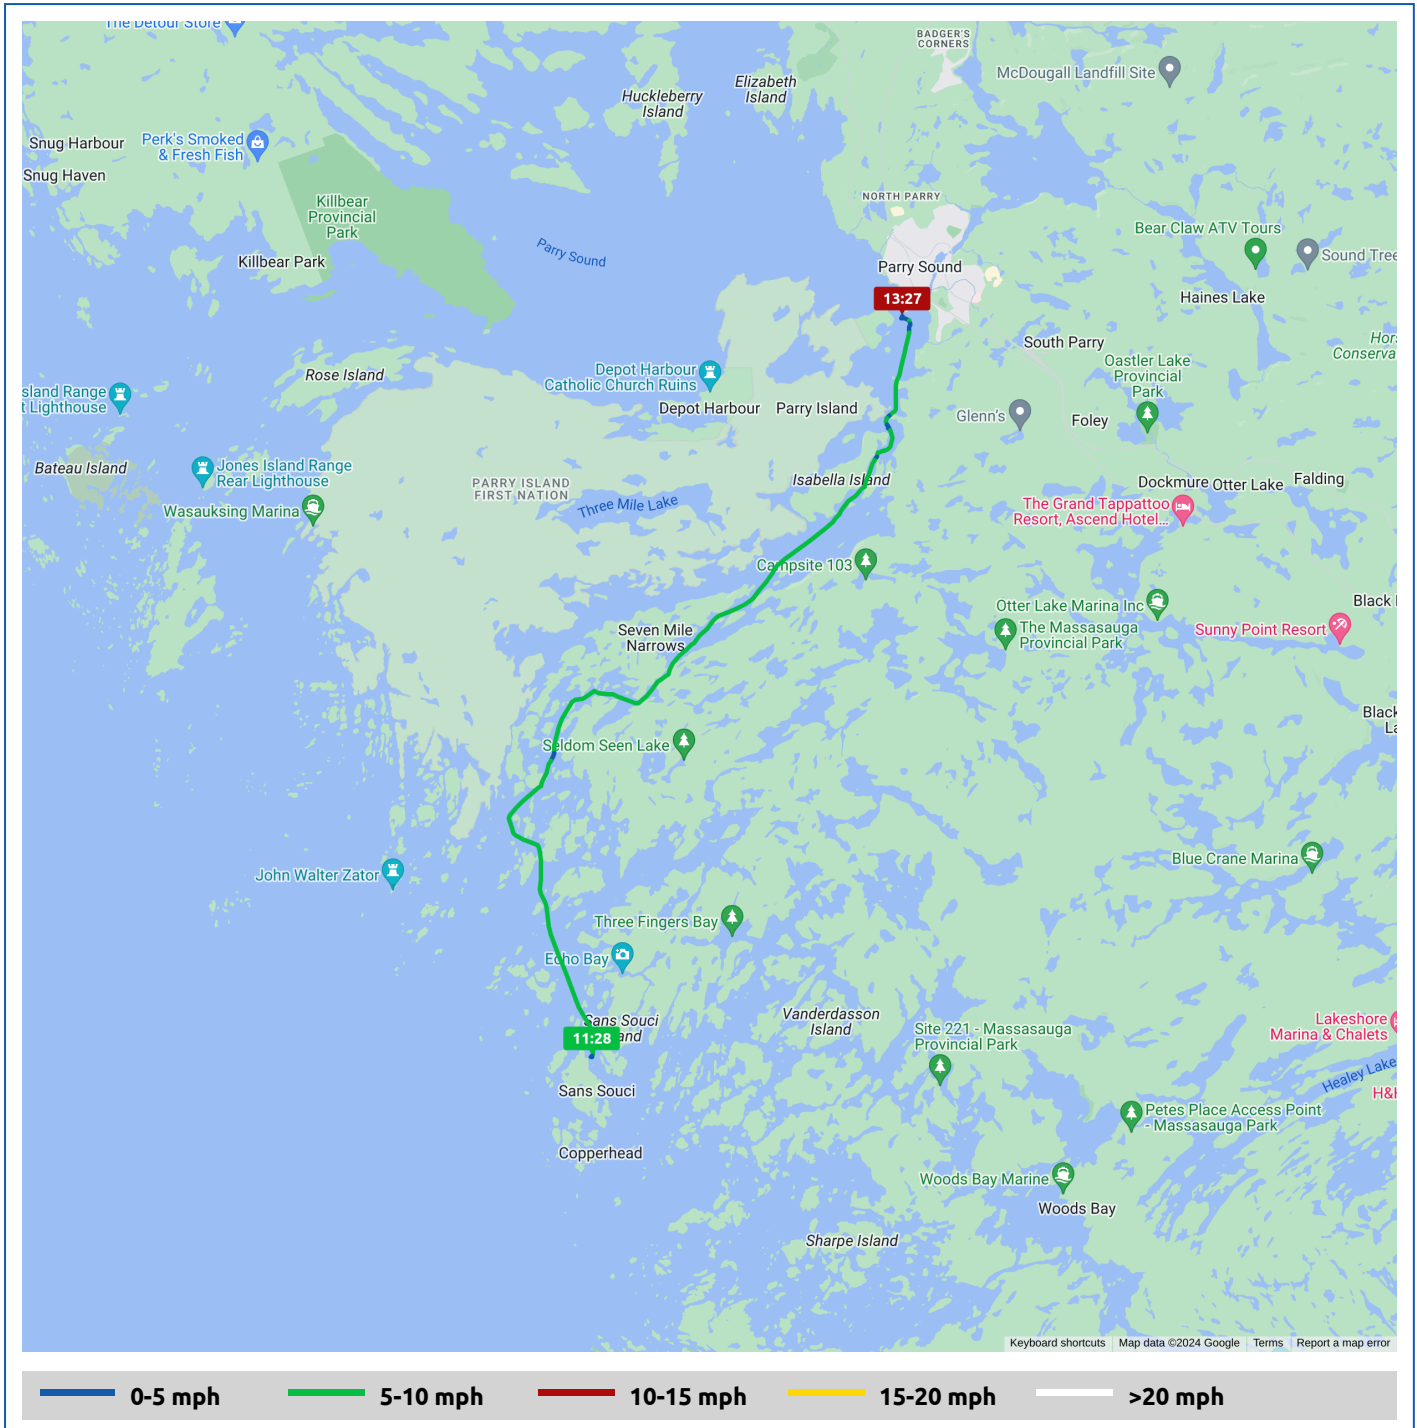 The Detour Store
BADGER'S
CORNERS
McDougall Landfill Site
Elizabeth
Island
Huckleberry
Island
Snug Harbour
Perk's Smoked
& Fresh Fish
Snug Haven
Killbear
Provincial
Park
NORTH PARRY
Bear Claw ATV Tours
Parry Sound
Sound Tree
Killbear Park
Parry Sound
13:27
Haines Lake
South Parry
Hors
Conserva
Oastler Lake
Provincial
Park
Rose Island
Depot Harbour
Catholic Church Ruins
sland Range
t Lighthouse
Depot Harbour
Parry Island
Glenn's
Foley
Bateau Island
Jones Island Range
Rear Lighthouse
PARRY ISLAND
FIRST NATION
Isabella Island
Dockmure
Otter Lake
Falding
Wasauksing Marina
Three Mile Lake
The Grand Tappattoo
Resort, Ascend Hotel...
Campsite 103
Otter Lake Marina Inc
Black
The Massasauga
Provincial Park
Sunny Point Resort
Seven Mile
Narrows
Black
La
Seldom Seen Lake
Blue Crane Marina
John Walter Zator
Three Fingers Bay
Echo Bay
Sans Souci
and
11:28
Vanderdasson
Island
Site 221 - Massasauga
Provincial Park
Lakeshore
Marina & Chalets
Healey Lake
H&H
Sans Souci
Petes Place Access Point
- Massasauga Park
Copperhead
Woods Bay Marine
Woods Bay
Sharpe Island
Keyboard shortcuts
Map data ©2024 Google
Terms
Report a map error
0-5 mph
5-10 mph
10-15 mph
15-20 mph
>20 mph